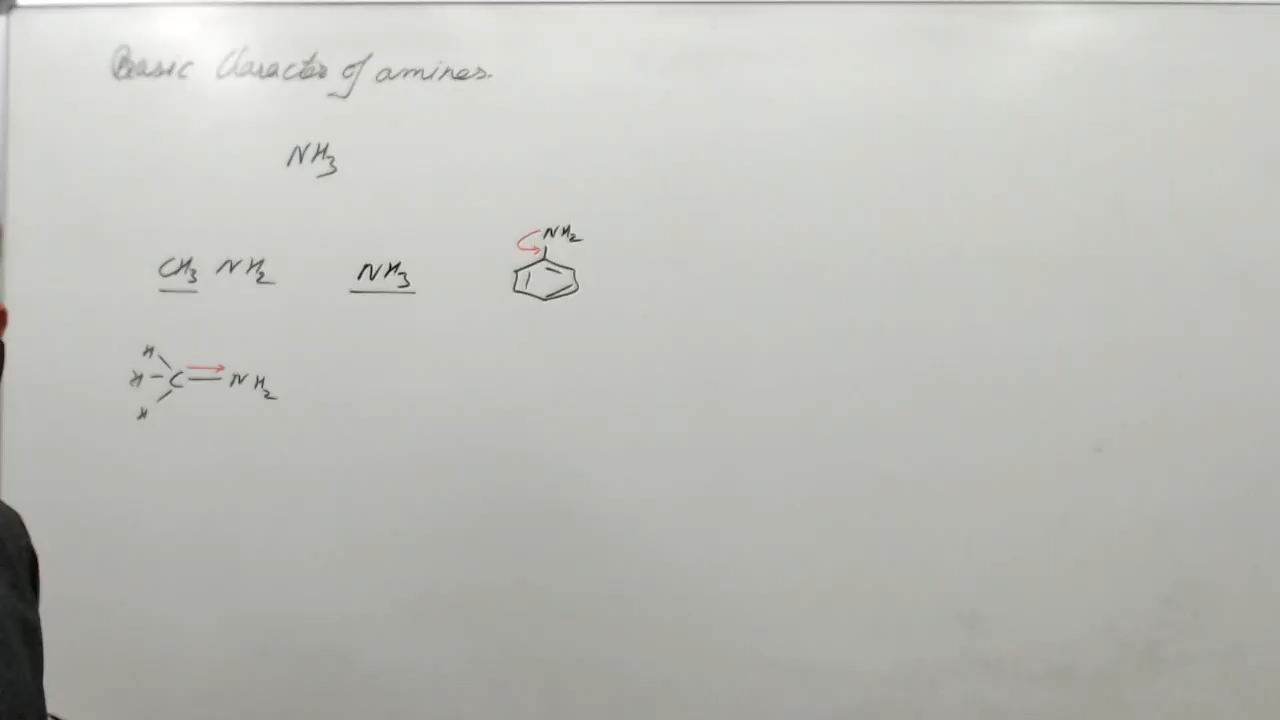 Basic Character of amines.
NH3
CH3 NH2 NH3 NH2
H
H C NH2
H